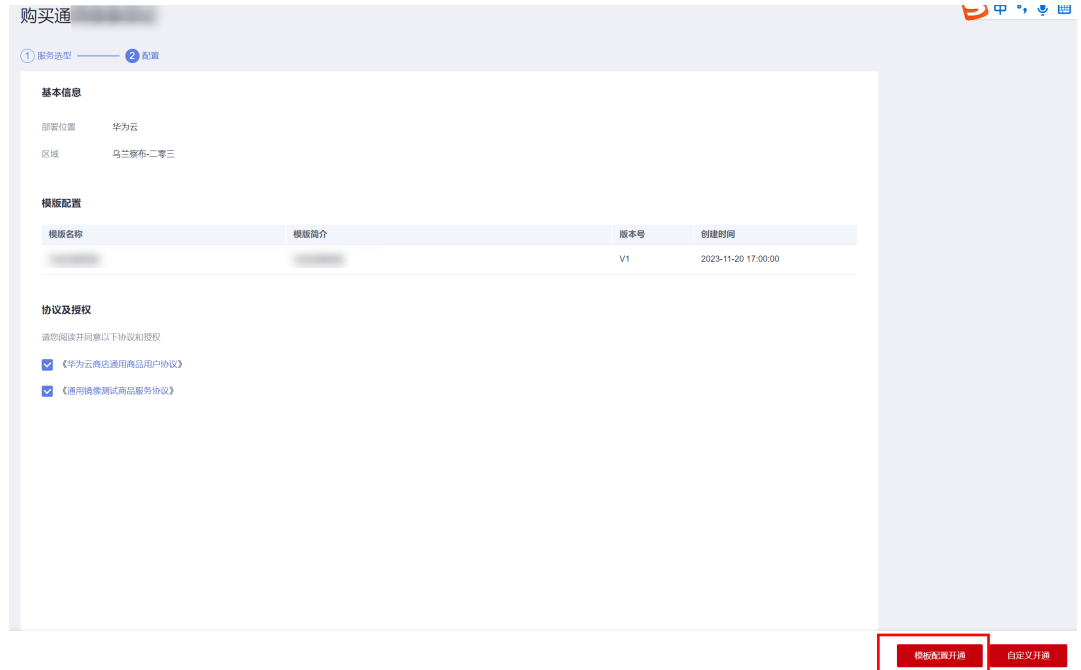 购买通
1 服务选型 2 配置
基本信息
部署位置 华为云
区域 乌兰察布-二零三
模版配置
模版名称 模版简介 版本号 创建时间
V1 2023-11-20 17:00:00
协议及授权
请您阅读并同意以下协议和授权
《华为云商店通用商品用户协议》
《通用镜像测试商品服务协议》
模板配置开通 自定义开通
中